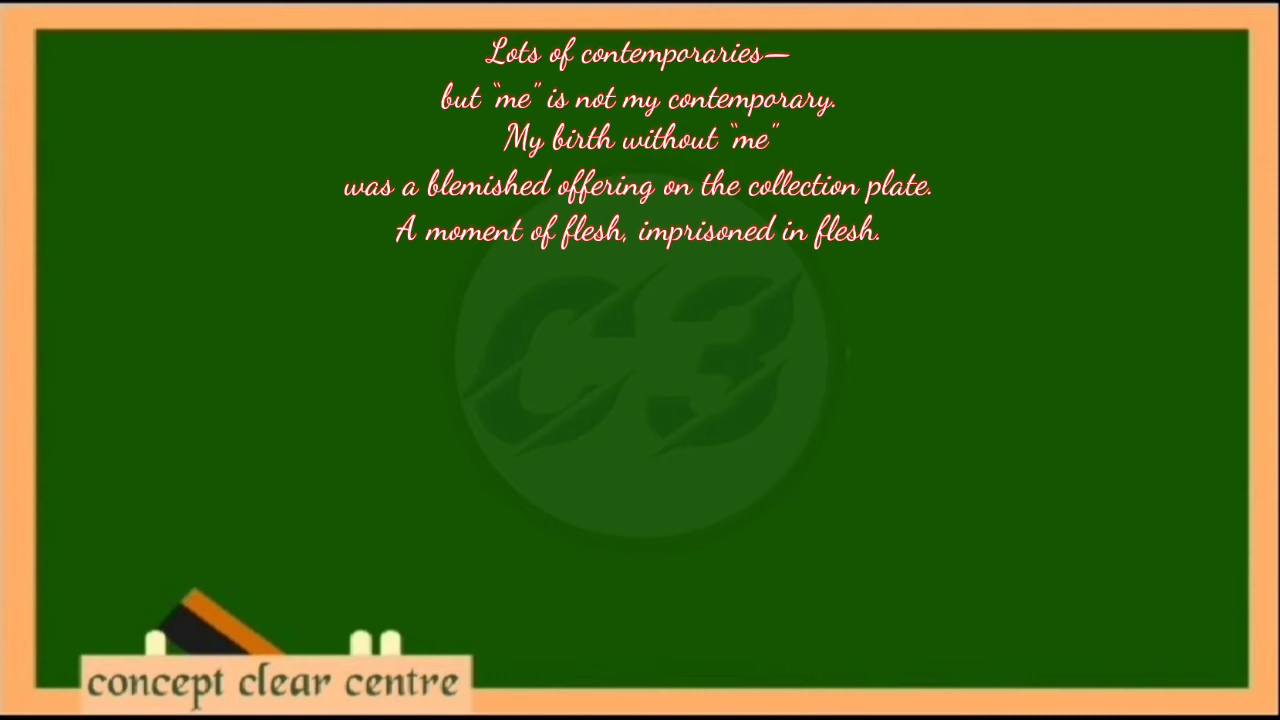 Lots of contemporaries—
but “me” is not my contemporary.
My birth without “me”
was a blemished offering on the collection plate.
A moment of flesh, imprisoned in flesh.
C3
concept clear centre